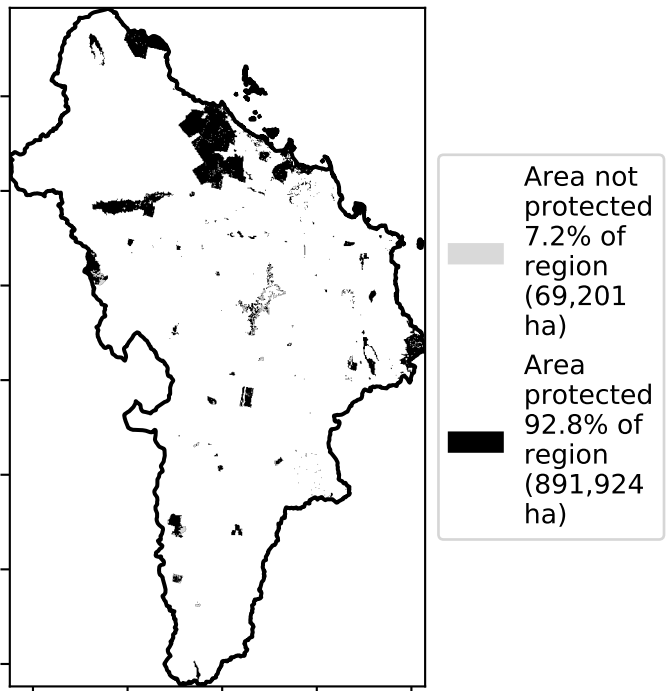 Area not
protected
7.2% of
region
(69,201
ha)
Area
protected
92.8% of
region
(891,924
ha)